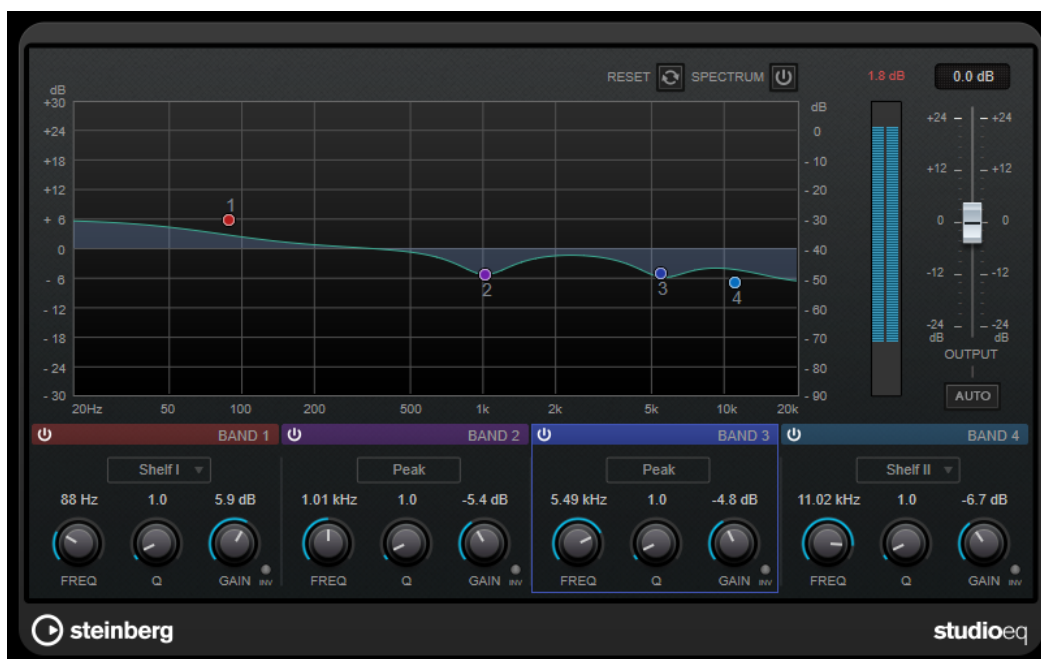 RESET SPECTRUM 1.8 dB 0.0 dB
dB
+30
+24
+18
+12
+ 6
0
- 6
- 12
- 18
- 24
- 30
1
2
3
4
dB
0
- 10
- 20
- 30
- 40
- 50
- 60
- 70
- 80
- 90
20Hz 50 100 200 500 1k 2k 5k 10k 20k
+24 +24
+12 +12
0 0
-12 -12
-24 -24
dB dB
OUTPUT
AUTO
BAND 1 BAND 2 BAND 3 BAND 4
Shelf I Peak Peak Shelf II
88 Hz 1.0 5.9 dB 1.01 kHz 1.0 -5.4 dB 5.49 kHz 1.0 -4.8 dB 11.02 kHz 1.0 -6.7 dB
FREQ Q GAIN INV FREQ Q GAIN INV FREQ Q GAIN INV FREQ Q GAIN INV
steinberg studioeq